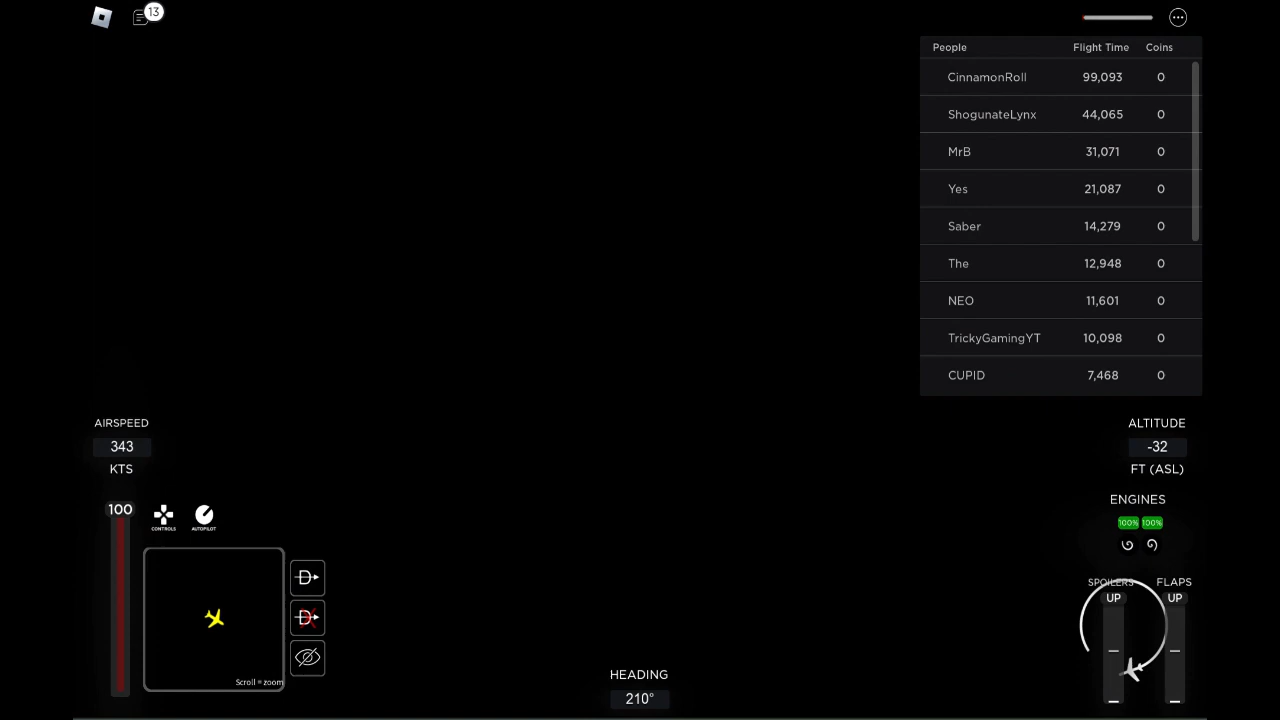 13
People Flight Time Coins
CinnamonRoll 99,093 0
ShogunateLynx 44,065 0
MrB 31,071 0
Yes 21,087 0
Saber 14,279 0
The 12,948 0
NEO 11,601 0
TrickyGamingYT 10,098 0
CUPID 7,468 0
AIRSPEED
343
KTS
ALTITUDE
-32
FT (ASL)
ENGINES
100% 100%
100
CONTROLS AUTOPILOT
D
D
Scroll = zoom
SPOILERS FLAPS
UP UP
HEADING
210°